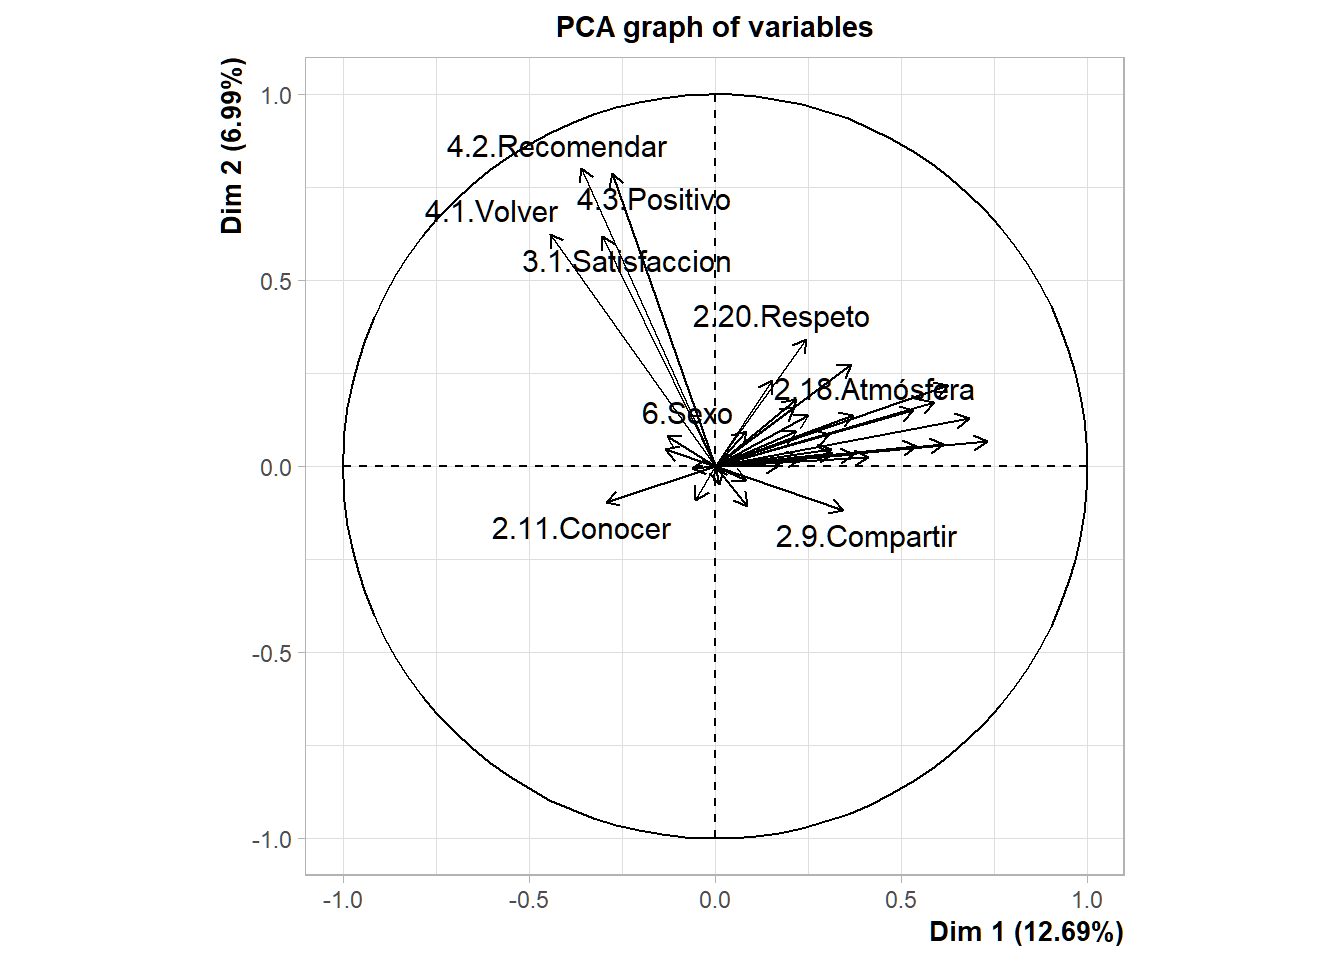 PCA graph of variables
Dim 2 (6.99%)
1.0
0.5
0.0
-0.5
-1.0
4.2.Recomendar
4.3.Positivo
4.1.Volver
3.1.Satisfaccion
2.20.Respeto
2.18.Atmósfera
6.Sexo
2.11.Conocer
2.9.Compartir
-1.0
-0.5
0.0
0.5
1.0
Dim 1 (12.69%)